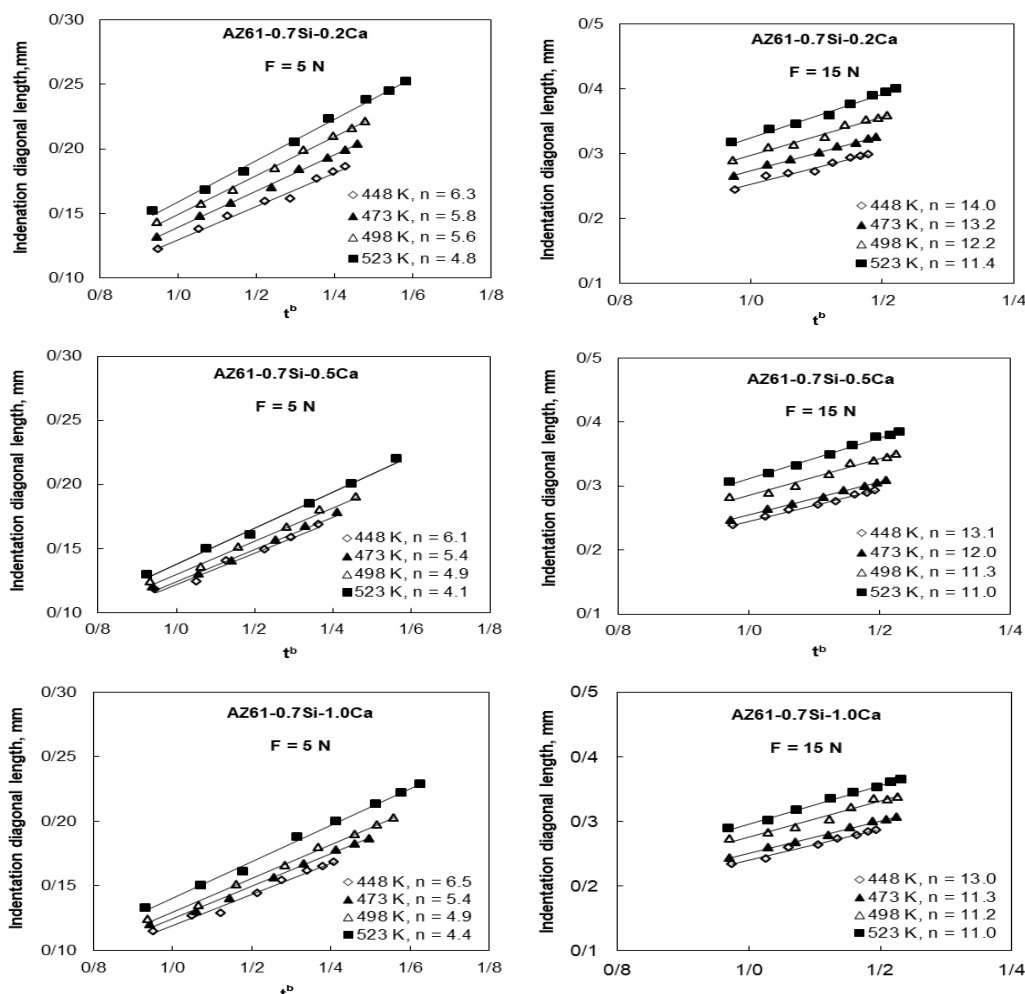 0/30
AZ61-0.7Si-0.2Ca
F = 5 N
0/25
0/20
0/15
0/10
Indentation diagonal length,mm
448 K, n = 6.3
473 K, n = 5.8
498 K, n = 5.6
523 K, n = 4.8
0/8 1/0 1/2 1/4 1/6 1/8
tᵇ
0/5
AZ61-0.7Si-0.2Ca
F = 15 N
0/4
0/3
0/2
0/1
Indentation diagonal length, mm
448 K, n = 14.0
473 K, n = 13.2
498 K, n = 12.2
523 K, n = 11.4
0/8 1/0 1/2 1/4
tᵇ
0/30
AZ61-0.7Si-0.5Ca
F = 5 N
0/20
0/15
0/10
Indentation diagonal length, mm
448 K, n = 6.1
473 K, n = 5.4
498 K, n = 4.9
523 K, n = 4.1
0/8 1/0 1/2 1/4 1/6 1/8
tᵇ
0/5
AZ61-0.7Si-0.5Ca
F = 15 N
0/4
0/3
0/2
0/1
Indentation diagonal length, mm
448 K, n = 13.1
473 K, n = 12.0
498 K, n = 11.3
523 K, n = 11.0
0/8 1/0 1/2 1/4
tᵇ
0/30
AZ61-0.7Si-1.0Ca
F = 5 N
0/25
0/20
0/15
0/10
Indentation diagonal length, mm
448 K, n = 6.5
473 K, n = 5.4
498 K, n = 4.9
523 K, n = 4.4
0/8 1/0 1/2 1/4 1/6 1/8
tᵇ
0/5
AZ61-0.7Si-1.0Ca
F = 15 N
0/4
0/3
0/2
0/1
Indentation diagonal length, mm
448 K, n = 13.0
473 K, n = 11.3
498 K, n = 11.2
523 K, n = 11.0
0/8 1/0 1/2 1/4
tᵇ